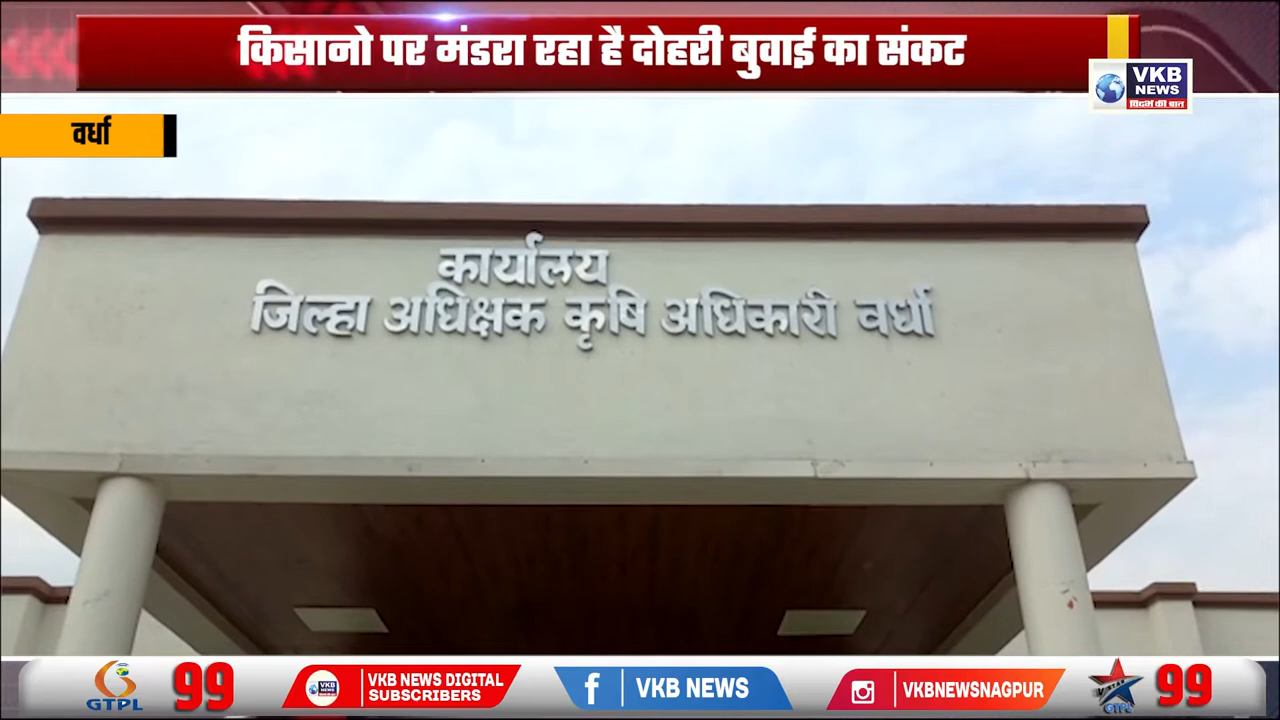 किसानो पर मंडरा रहा है दोहरी बुवाई का संकट
VKB
NEWS
विदर्भ की बात
वर्धा
कार्यालय
जिल्हा अधिक्षक कृषि अधिकारी वर्धा
GTPL
99
VKB NEWS DIGITAL
SUBSCRIBERS
VKB NEWS
VKBNEWSNAGPUR
GTPL
99